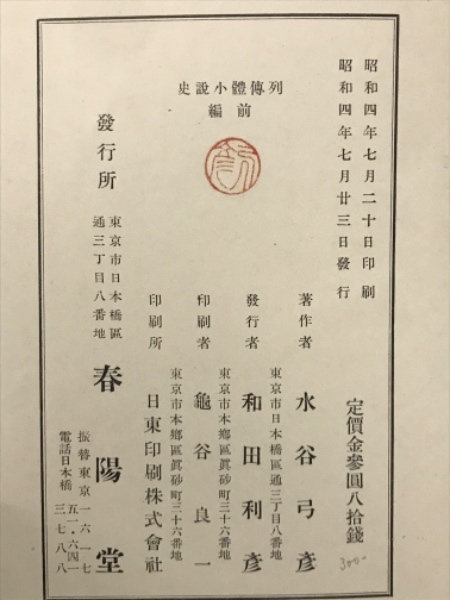 昭和四年七月二十日印刷
昭和四年七月廿三日發行
定價金參圓八拾錢
300-
列傳體小說史
前編
著作者 水谷弓彥
東京市日本橋區通三丁目八番地
發行者 和田利彥
東京市本鄉區眞砂町三十六番地
印刷者 龜谷良一
東京市本鄉區眞砂町三十六番地
印刷所 日東印刷株式會社
發行所
東京市日本橋區
通三丁目八番地
春陽堂
振替東京一六一七
電話日本橋
五一・六四一
三七八八